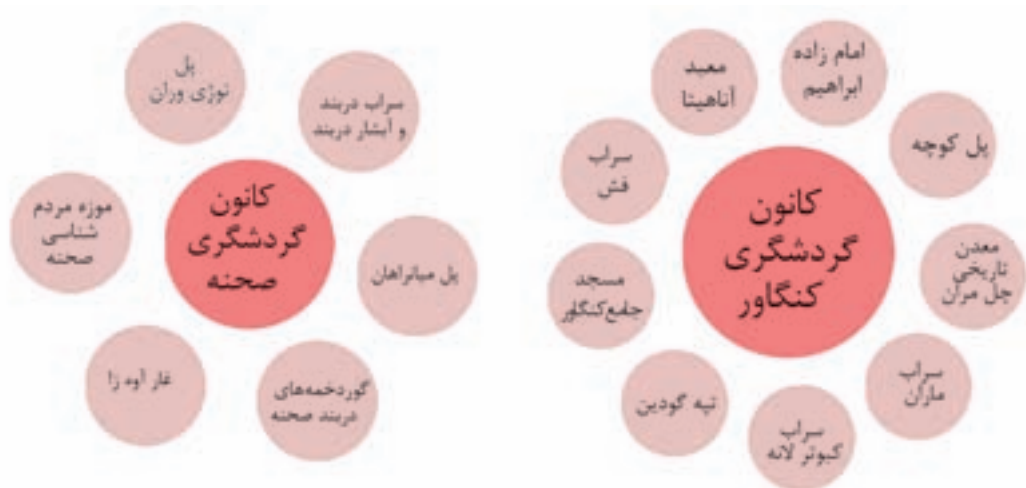 امام زاده
ابراهیم
معبد
آناهیتا
پل کوچه
سراب
فش
کانون
گردشگری
کنگاور
معدن
تاریخی
چل مران
مسجد
جامع کنگاور
سراب
ماران
تپه گودین
سراب
کبوتر لانه
پل
نوژی وران
سراب دربند
و آبشار دربند
کانون
گردشگری
صحنه
موزه مردم
شناسی
صحنه
پل میانراهان
غار آوه زا
گوردخمه‌های
دربند صحنه